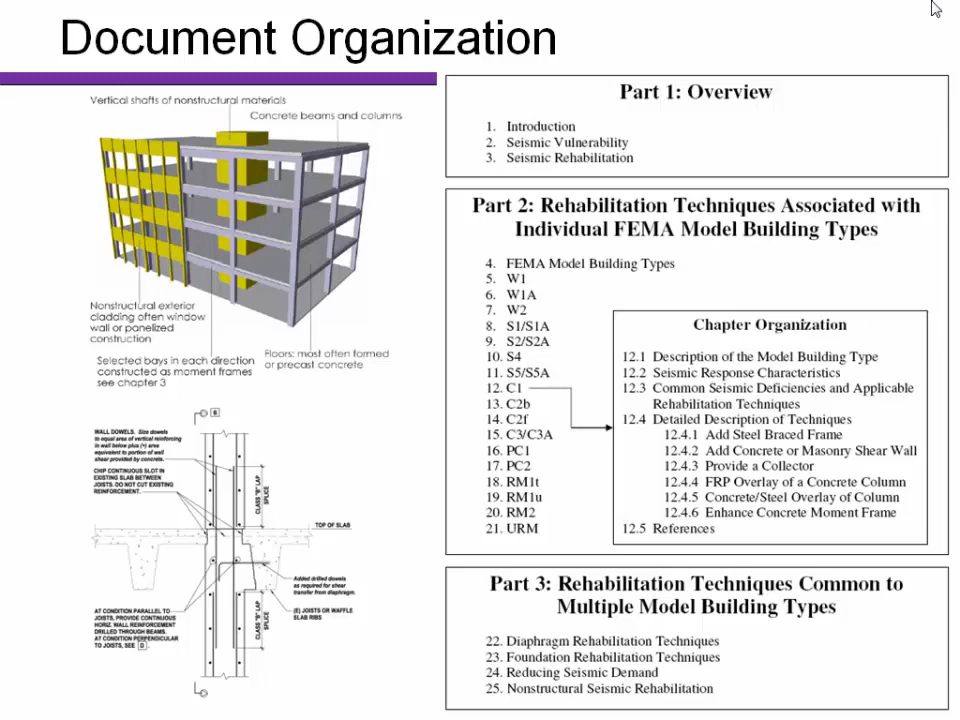 Document Organization
Vertical shafts of nonstructural materials
Concrete beams and columns
Nonstructural exterior
cladding often window
wall or panelized
construction
Selected bays in each direction
constructed as moment frames
see chapter 3
Floors: most often formed
or precast concrete
B
WALL DOWELS. Size dowels
to equal area of vertical reinforcing
in wall below plus (+) area
equivalent to portion of wall
shear provided by concrete.
CHIP CONTINUOUS SLOT IN
EXISTING SLAB BETWEEN
JOISTS. DO NOT CUT EXISTING
REINFORCEMENT.
CLASS "B" LAP
SPLICE
TOP OF SLAB
Added drilled dowels
as required for shear
transfer from diaphragm.
(E) JOISTS OR WAFFLE
SLAB RIBS
CLASS "B" LAP
SPLICE
AT CONDITION PARALLEL TO
JOISTS, PROVIDE CONTINUOUS
HORIZ. WALL REINFORCEMENT
DRILLED THROUGH BEAMS.
AT CONDITION PERPENDICULAR
TO JOISTS, SEE D.
Part 1: Overview
1. Introduction
2. Seismic Vulnerability
3. Seismic Rehabilitation
Part 2: Rehabilitation Techniques Associated with
Individual FEMA Model Building Types
4. FEMA Model Building Types
5. W1
6. W1A
7. W2
8. S1/S1A
9. S2/S2A
10. S4
11. S5/S5A
12. C1
13. C2b
14. C2f
15. C3/C3A
16. PC1
17. PC2
18. RM1t
19. RM1u
20. RM2
21. URM
Chapter Organization
12.1 Description of the Model Building Type
12.2 Seismic Response Characteristics
12.3 Common Seismic Deficiencies and Applicable
Rehabilitation Techniques
12.4 Detailed Description of Techniques
12.4.1 Add Steel Braced Frame
12.4.2 Add Concrete or Masonry Shear Wall
12.4.3 Provide a Collector
12.4.4 FRP Overlay of a Concrete Column
12.4.5 Concrete/Steel Overlay of Column
12.4.6 Enhance Concrete Moment Frame
12.5 References
Part 3: Rehabilitation Techniques Common to
Multiple Model Building Types
22. Diaphragm Rehabilitation Techniques
23. Foundation Rehabilitation Techniques
24. Reducing Seismic Demand
25. Nonstructural Seismic Rehabilitation